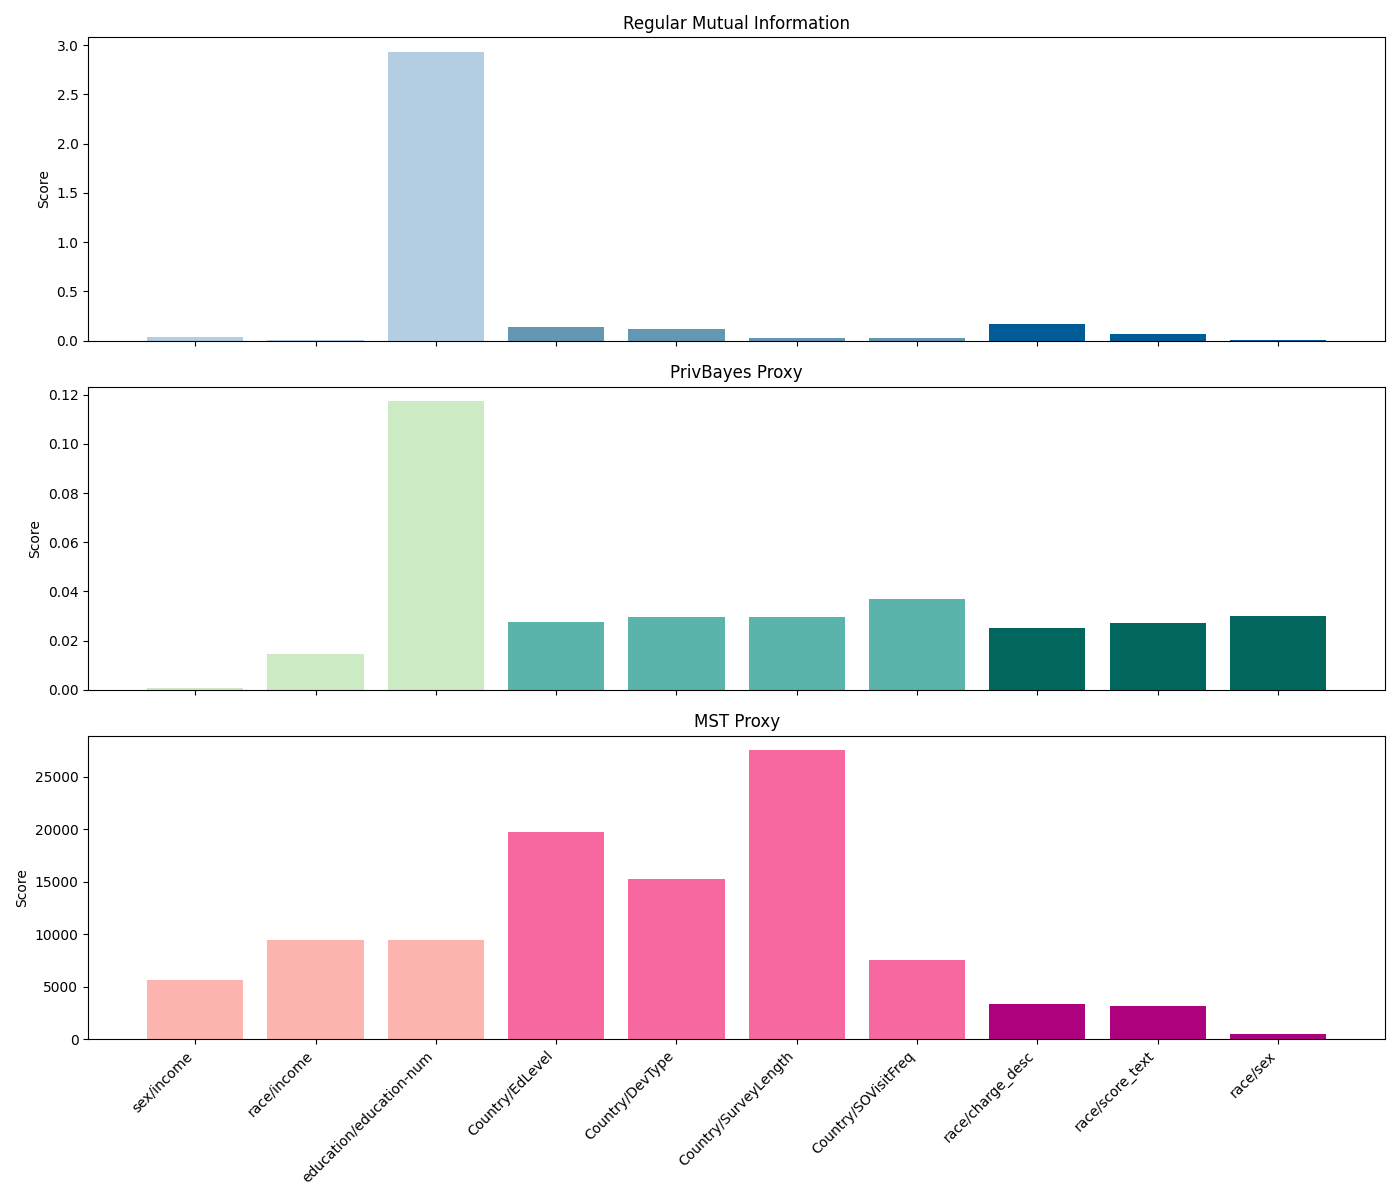 Regular Mutual Information
Score
3.0
2.5
2.0
1.5
1.0
0.5
0.0
PrivBayes Proxy
Score
0.12
0.10
0.08
0.06
0.04
0.02
0.00
MST Proxy
Score
25000
20000
15000
10000
5000
0
sex/income
race/income
education/education-num
Country/EdLevel
Country/DevType
Country/SurveyLength
Country/SOVisitFreq
race/charge_desc
race/score_text
race/sex